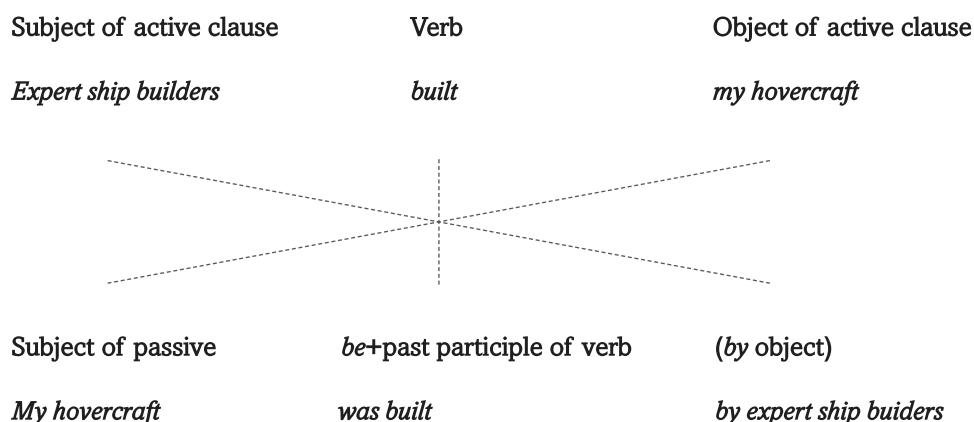 Subject of active clause Verb Object of active clause
Expert ship builders built my hovercraft
Subject of passive be+past participle of verb (by object)
My hovercraft was built by expert ship buiders